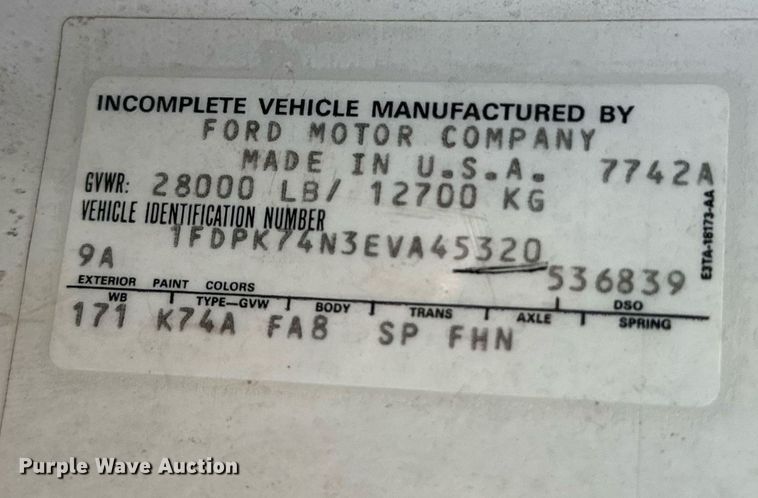 INCOMPLETE VEHICLE MANUFACTURED BY
FORD MOTOR COMPANY
MADE IN U.S.A. 7742A
GVWR: 28000 LB/ 12700 KG
VEHICLE IDENTIFICATION NUMBER
1FDPK74N3EVA45320
9A 536839
EXTERIOR PAINT COLORS DSO
WB TYPE—GVW BODY TRANS AXLE SPRING
171 K74A FA8 SP FHN
E3TA-16173-AA
Purple Wave Auction